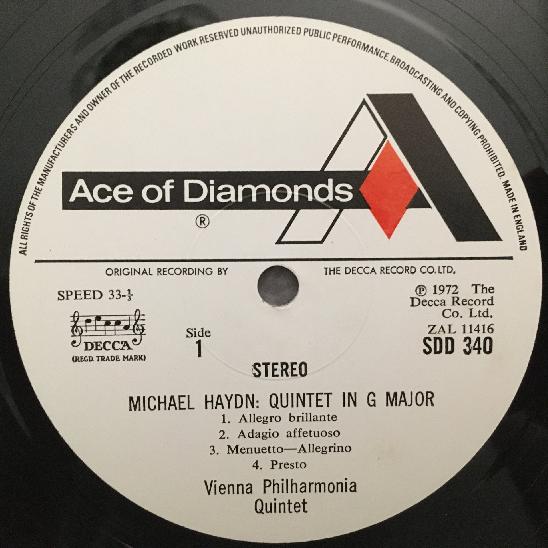 ALL RIGHTS OF THE MANUFACTURERS AND OWNER OF THE RECORDED WORK RESERVED UNAUTHORIZED PUBLIC PERFORMANCE, BROADCASTING AND COPYING PROHIBITED. MADE IN ENGLAND
Ace of Diamonds
®
ORIGINAL RECORDING BY THE DECCA RECORD CO. LTD.
SPEED 33-⅓
DECCA
(REGD. TRADE MARK)
Side
1
STEREO
℗ 1972 The
Decca Record
Co. Ltd.
ZAL 11416
SDD 340
MICHAEL HAYDN: QUINTET IN G MAJOR
1. Allegro brillante
2. Adagio affetuoso
3. Menuetto—Allegrino
4. Presto
Vienna Philharmonia
Quintet